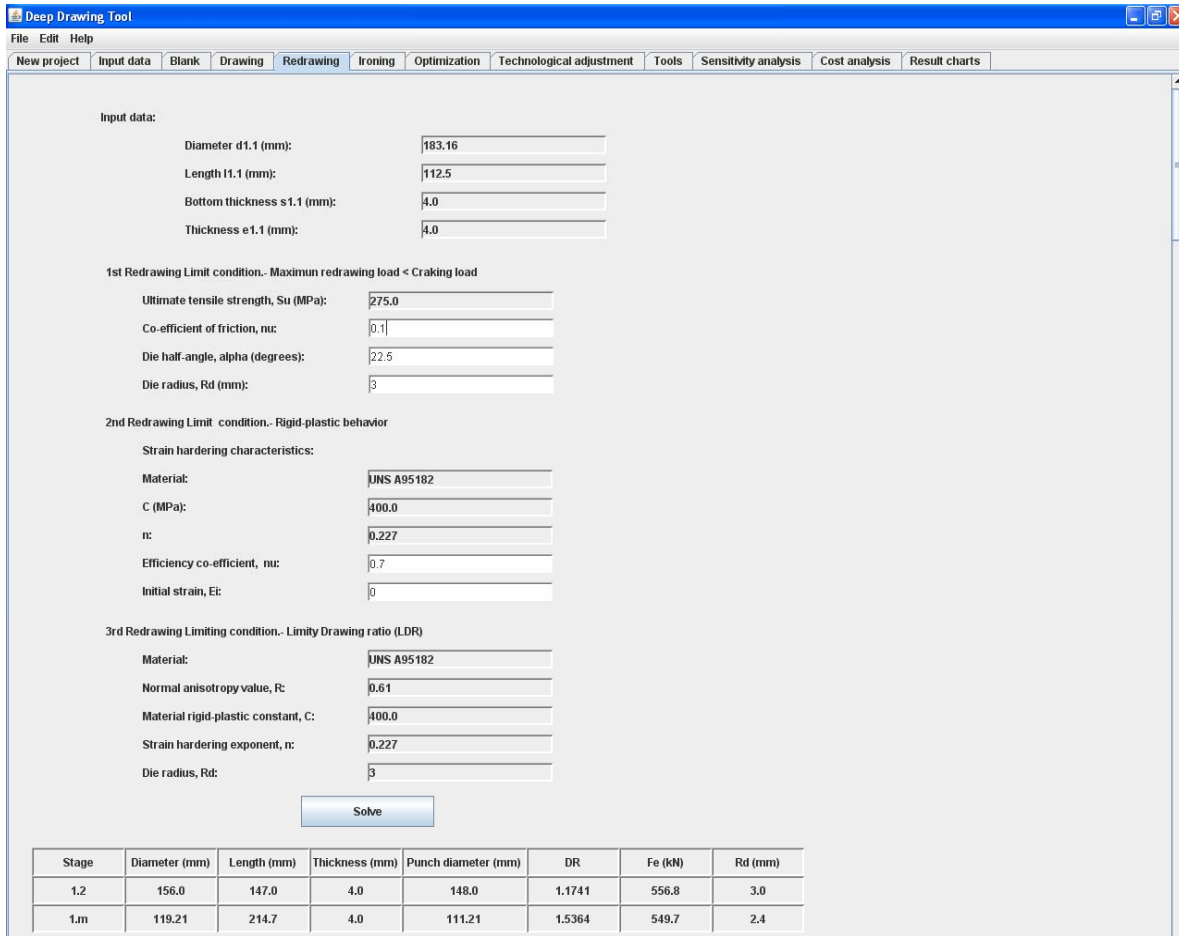 Deep Drawing Tool
File Edit Help
New project Input data Blank Drawing Redrawing Ironing Optimization Technological adjustment Tools Sensitivity analysis Cost analysis Result charts
Input data:
Diameter d1.1 (mm): 183.16
Length l1.1 (mm): 112.5
Bottom thickness s1.1 (mm): 4.0
Thickness e1.1 (mm): 4.0
1st Redrawing Limit condition.- Maximun redrawing load < Craking load
Ultimate tensile strength, Su (MPa): 275.0
Co-efficient of friction, nu: 0.1
Die half-angle, alpha (degrees): 22.5
Die radius, Rd (mm): 3
2nd Redrawing Limit condition.- Rigid-plastic behavior
Strain hardering characteristics:
Material: UNS A95182
C (MPa): 400.0
n: 0.227
Efficiency co-efficient, nu: 0.7
Initial strain, Ei: 0
3rd Redrawing Limiting condition.- Limity Drawing ratio (LDR)
Material: UNS A95182
Normal anisotropy value, R: 0.61
Material rigid-plastic constant, C: 400.0
Strain hardering exponent, n: 0.227
Die radius, Rd: 3
Solve
Stage Diameter (mm) Length (mm) Thickness (mm) Punch diameter (mm) DR Fe (kN) Rd (mm)
1.2 156.0 147.0 4.0 148.0 1.1741 556.8 3.0
1.m 119.21 214.7 4.0 111.21 1.5364 549.7 2.4